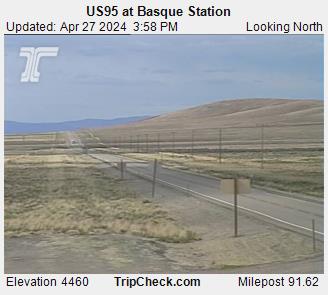 US95 at Basque Station
Updated: Apr 27 2024 3:58 PM Looking North
Elevation 4460 TripCheck.com Milepost 91.62